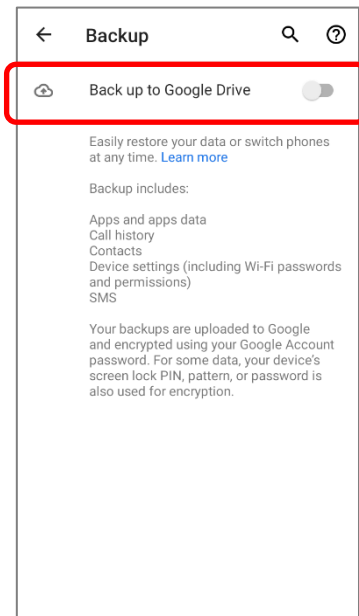 Backup
Back up to Google Drive
Easily restore your data or switch phones
at any time. Learn more
Backup includes:
Apps and apps data
Call history
Contacts
Device settings (including Wi-Fi passwords
and permissions)
SMS
Your backups are uploaded to Google
and encrypted using your Google Account
password. For some data, your device's
screen lock PIN, pattern, or password is
also used for encryption.